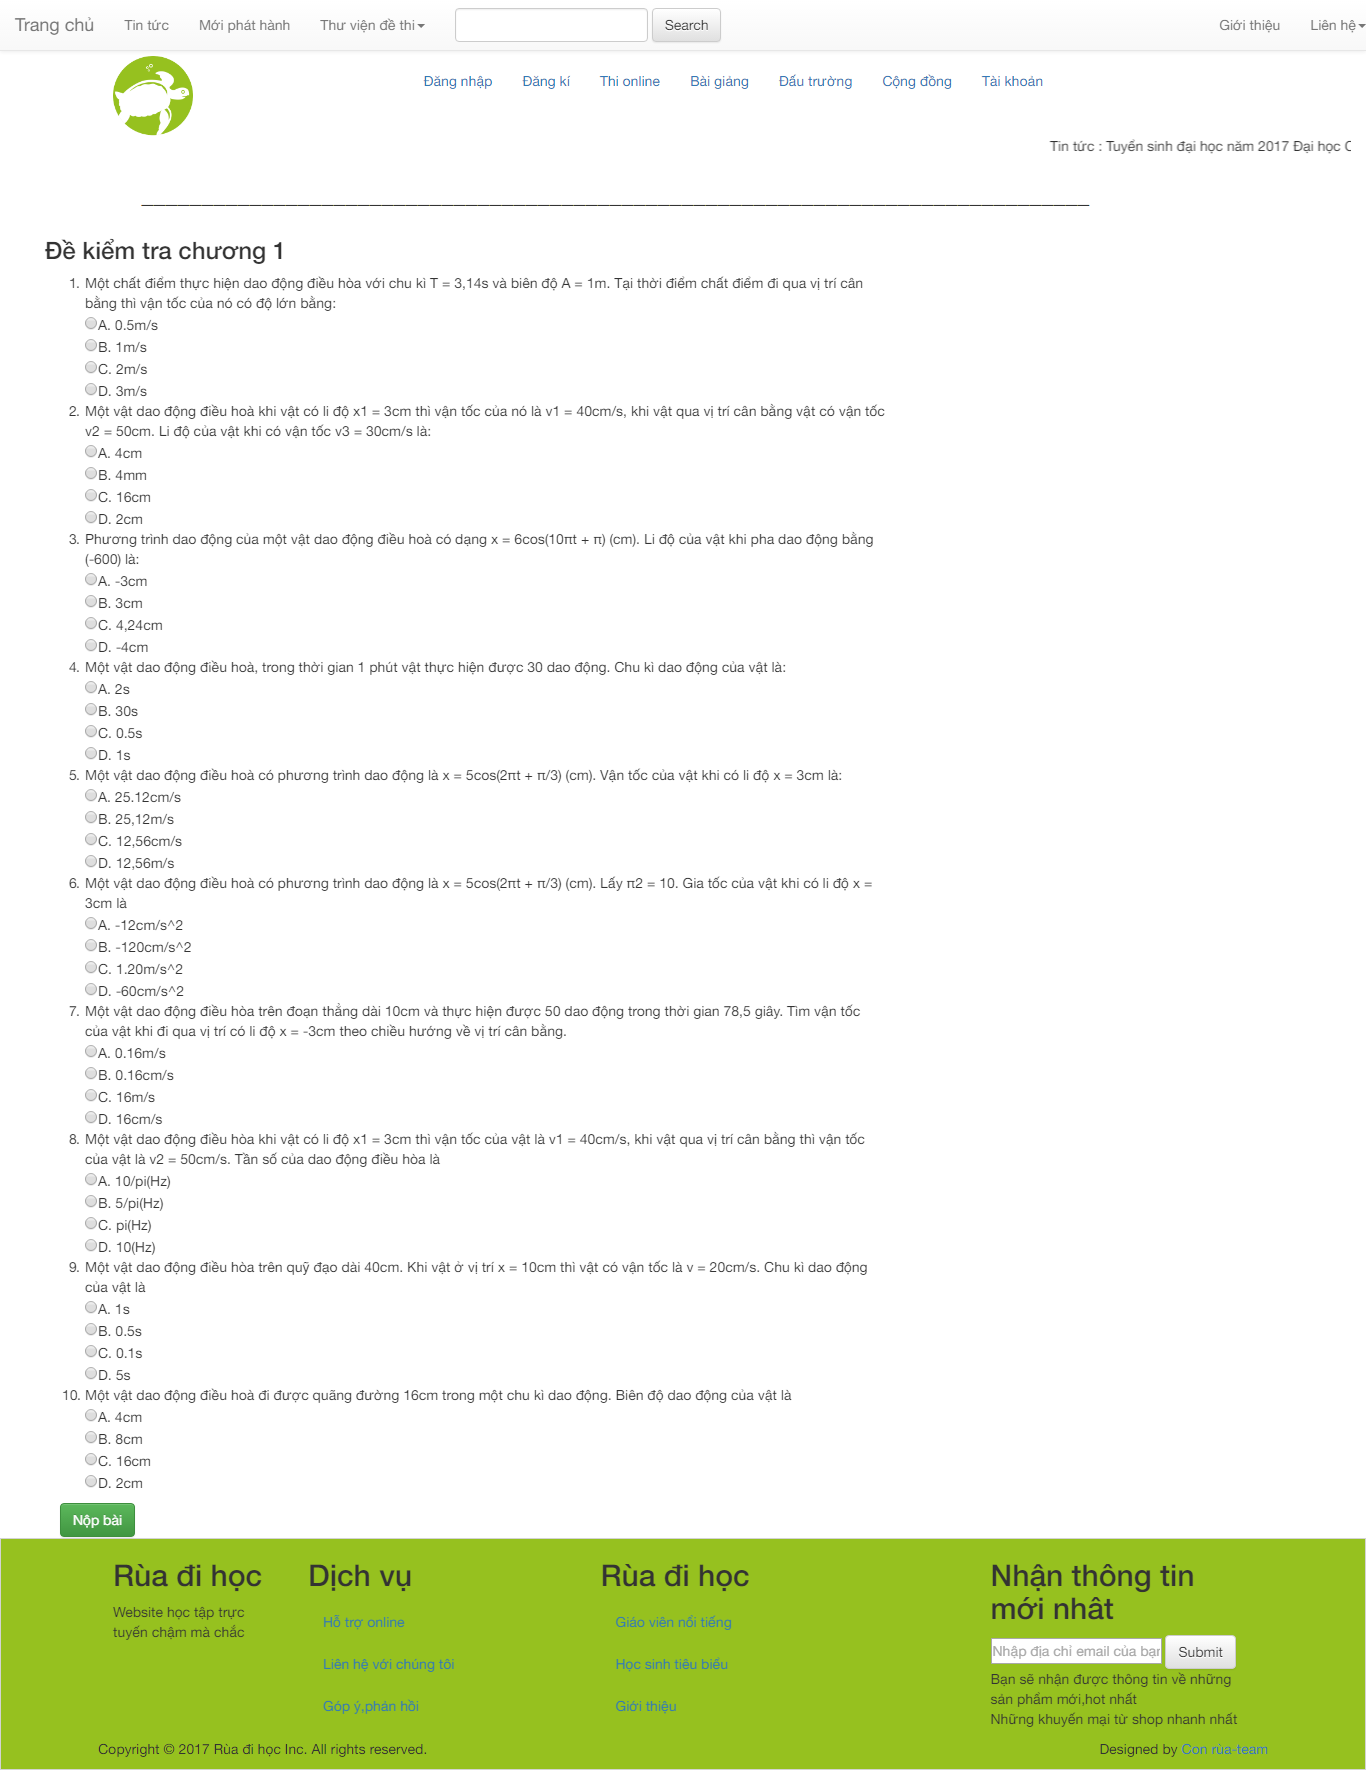 Trang chủ Tin tức Mới phát hành Thư viện đề thi Search Giới thiệu Liên hệ
Đăng nhập Đăng kí Thi online Bài giảng Đấu trường Cộng đồng Tài khoản
Tin tức : Tuyển sinh đại học năm 2017 Đại học
Đề kiểm tra chương 1
1. Một chất điểm thực hiện dao động điều hòa với chu kì T = 3,14s và biên độ A = 1m. Tại thời điểm chất điểm đi qua vị trí cân
bằng thì vận tốc của nó có độ lớn bằng:
A. 0.5m/s
B. 1m/s
C. 2m/s
D. 3m/s
2. Một vật dao động điều hoà khi vật có li độ x1 = 3cm thì vận tốc của nó là v1 = 40cm/s, khi vật qua vị trí cân bằng vật có vận tốc
v2 = 50cm. Li độ của vật khi có vận tốc v3 = 30cm/s là:
A. 4cm
B. 4mm
C. 16cm
D. 2cm
3. Phương trình dao động của một vật dao động điều hoà có dạng x = 6cos(10πt + π) (cm). Li độ của vật khi pha dao động bằng
(-600) là:
A. -3cm
B. 3cm
C. 4,24cm
D. -4cm
4. Một vật dao động điều hoà, trong thời gian 1 phút vật thực hiện được 30 dao động. Chu kì dao động của vật là:
A. 2s
B. 30s
C. 0.5s
D. 1s
5. Một vật dao động điều hoà có phương trình dao động là x = 5cos(2πt + π/3) (cm). Vận tốc của vật khi có li độ x = 3cm là:
A. 25.12cm/s
B. 25,12m/s
C. 12,56cm/s
D. 12,56m/s
6. Một vật dao động điều hoà có phương trình dao động là x = 5cos(2πt + π/3) (cm). Lấy π2 = 10. Gia tốc của vật khi có li độ x =
3cm là
A. -12cm/s^2
B. -120cm/s^2
C. 1.20m/s^2
D. -60cm/s^2
7. Một vật dao động điều hòa trên đoạn thẳng dài 10cm và thực hiện được 50 dao động trong thời gian 78,5 giây. Tìm vận tốc
của vật khi đi qua vị trí có li độ x = -3cm theo chiều hướng về vị trí cân bằng.
A. 0.16m/s
B. 0.16cm/s
C. 16m/s
D. 16cm/s
8. Một vật dao động điều hòa khi vật có li độ x1 = 3cm thì vận tốc của vật là v1 = 40cm/s, khi vật qua vị trí cân bằng thì vận tốc
của vật là v2 = 50cm/s. Tần số của dao động điều hòa là
A. 10/pi(Hz)
B. 5/pi(Hz)
C. pi(Hz)
D. 10(Hz)
9. Một vật dao động điều hòa trên quỹ đạo dài 40cm. Khi vật ở vị trí x = 10cm thì vật có vận tốc là v = 20cm/s. Chu kì dao động
của vật là
A. 1s
B. 0.5s
C. 0.1s
D. 5s
10. Một vật dao động điều hoà đi được quãng đường 16cm trong một chu kì dao động. Biên độ dao động của vật là
A. 4cm
B. 8cm
C. 16cm
D. 2cm
Nộp bài
Rùa đi học
Website học tập trực
tuyến chậm mà chắc
Dịch vụ
Hỗ trợ online
Liên hệ với chúng tôi
Góp ý,phản hồi
Rùa đi học
Giáo viên nổi tiếng
Học sinh tiêu biểu
Giới thiệu
Nhận thông tin
mới nhât
Nhập địa chỉ email của bạn Submit
Bạn sẽ nhận được thông tin về những
sản phẩm mới,hot nhất
Những khuyến mại từ shop nhanh nhất
Copyright © 2017 Rùa đi học Inc. All rights reserved.
Designed by Con rùa-team